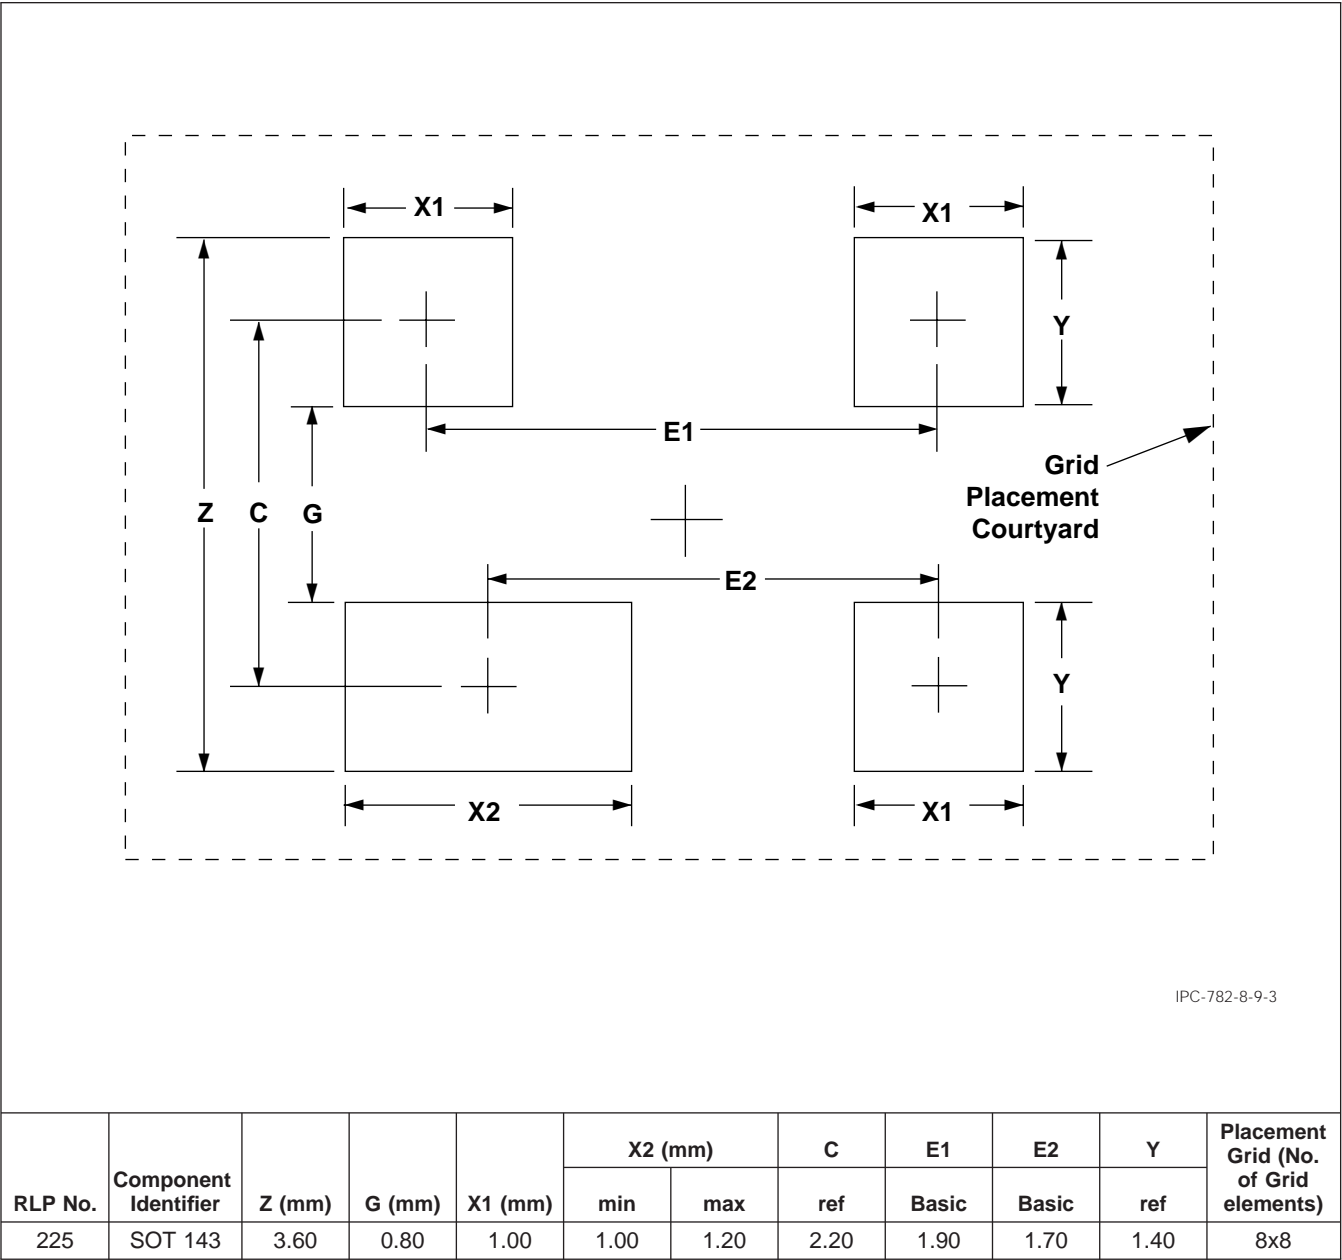 X1
X1
Y
E1
Grid
Placement
Courtyard
Z
C
G
E2
Y
X2
X1
IPC-782-8-9-3
RLP No.
Component
Identifier
Z (mm)
G (mm)
X1 (mm)
X2 (mm)
min
max
C
ref
E1
Basic
E2
Basic
Y
ref
Placement
Grid (No.
of Grid
elements)
225 SOT 143 3.60 0.80 1.00 1.00 1.20 2.20 1.90 1.70 1.40 8x8